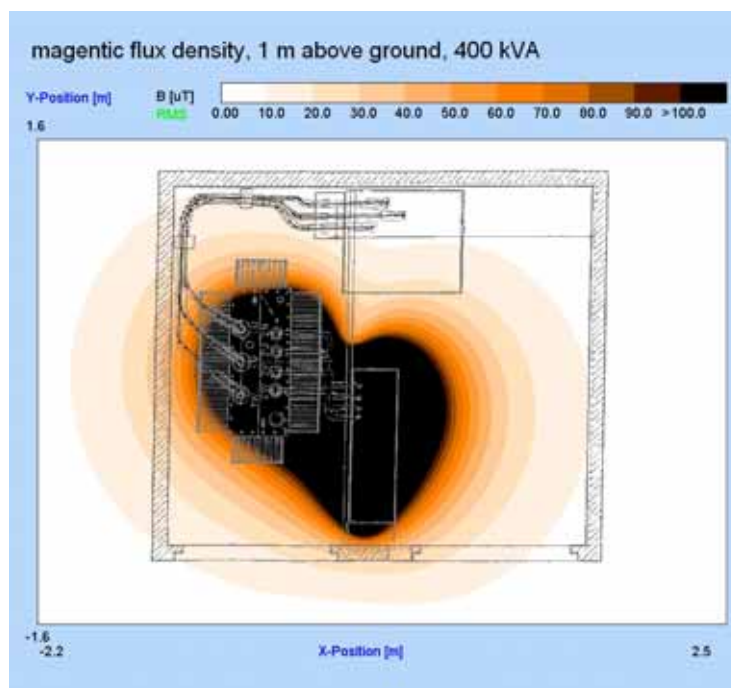 magentic flux density, 1 m above ground, 400 kVA
Y-Position [m] B [uT]
RMS 0.00 10.0 20.0 30.0 40.0 50.0 60.0 70.0 80.0 90.0 >100.0
1.6
-1.6
-2.2 X-Position [m] 2.5